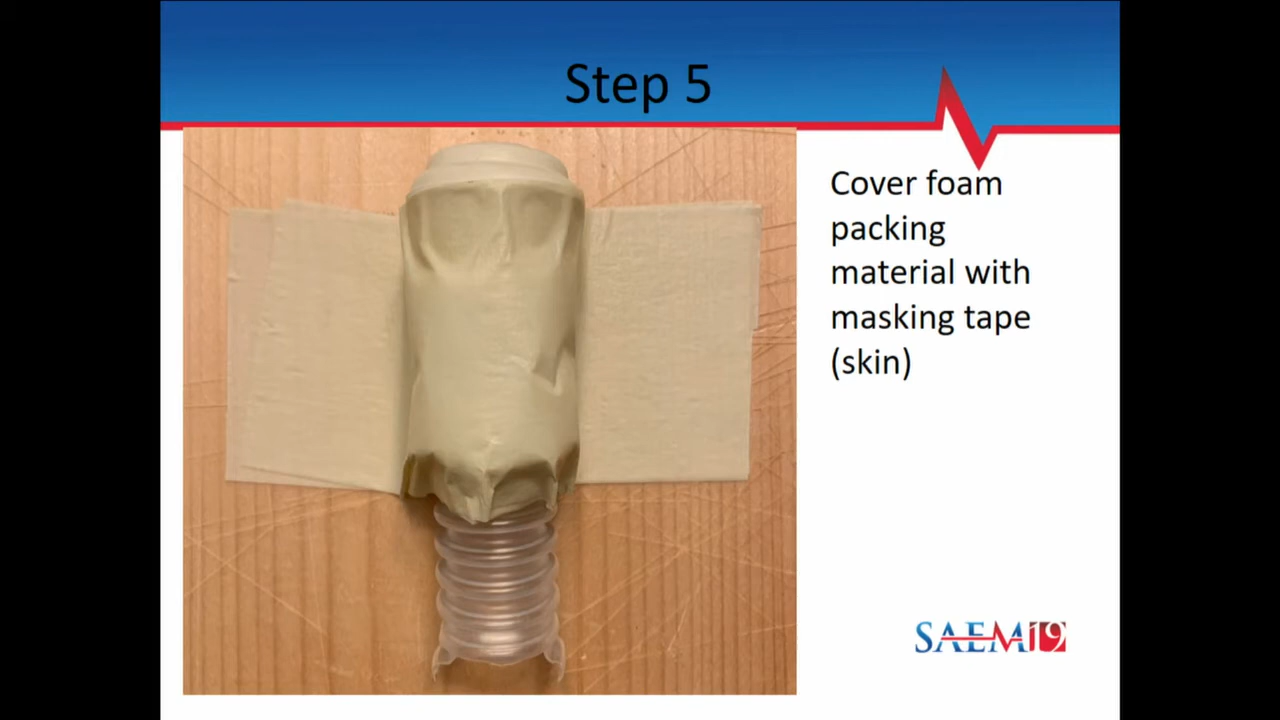 Step 5
Cover foam
packing
material with
masking tape
(skin)
SAEM19